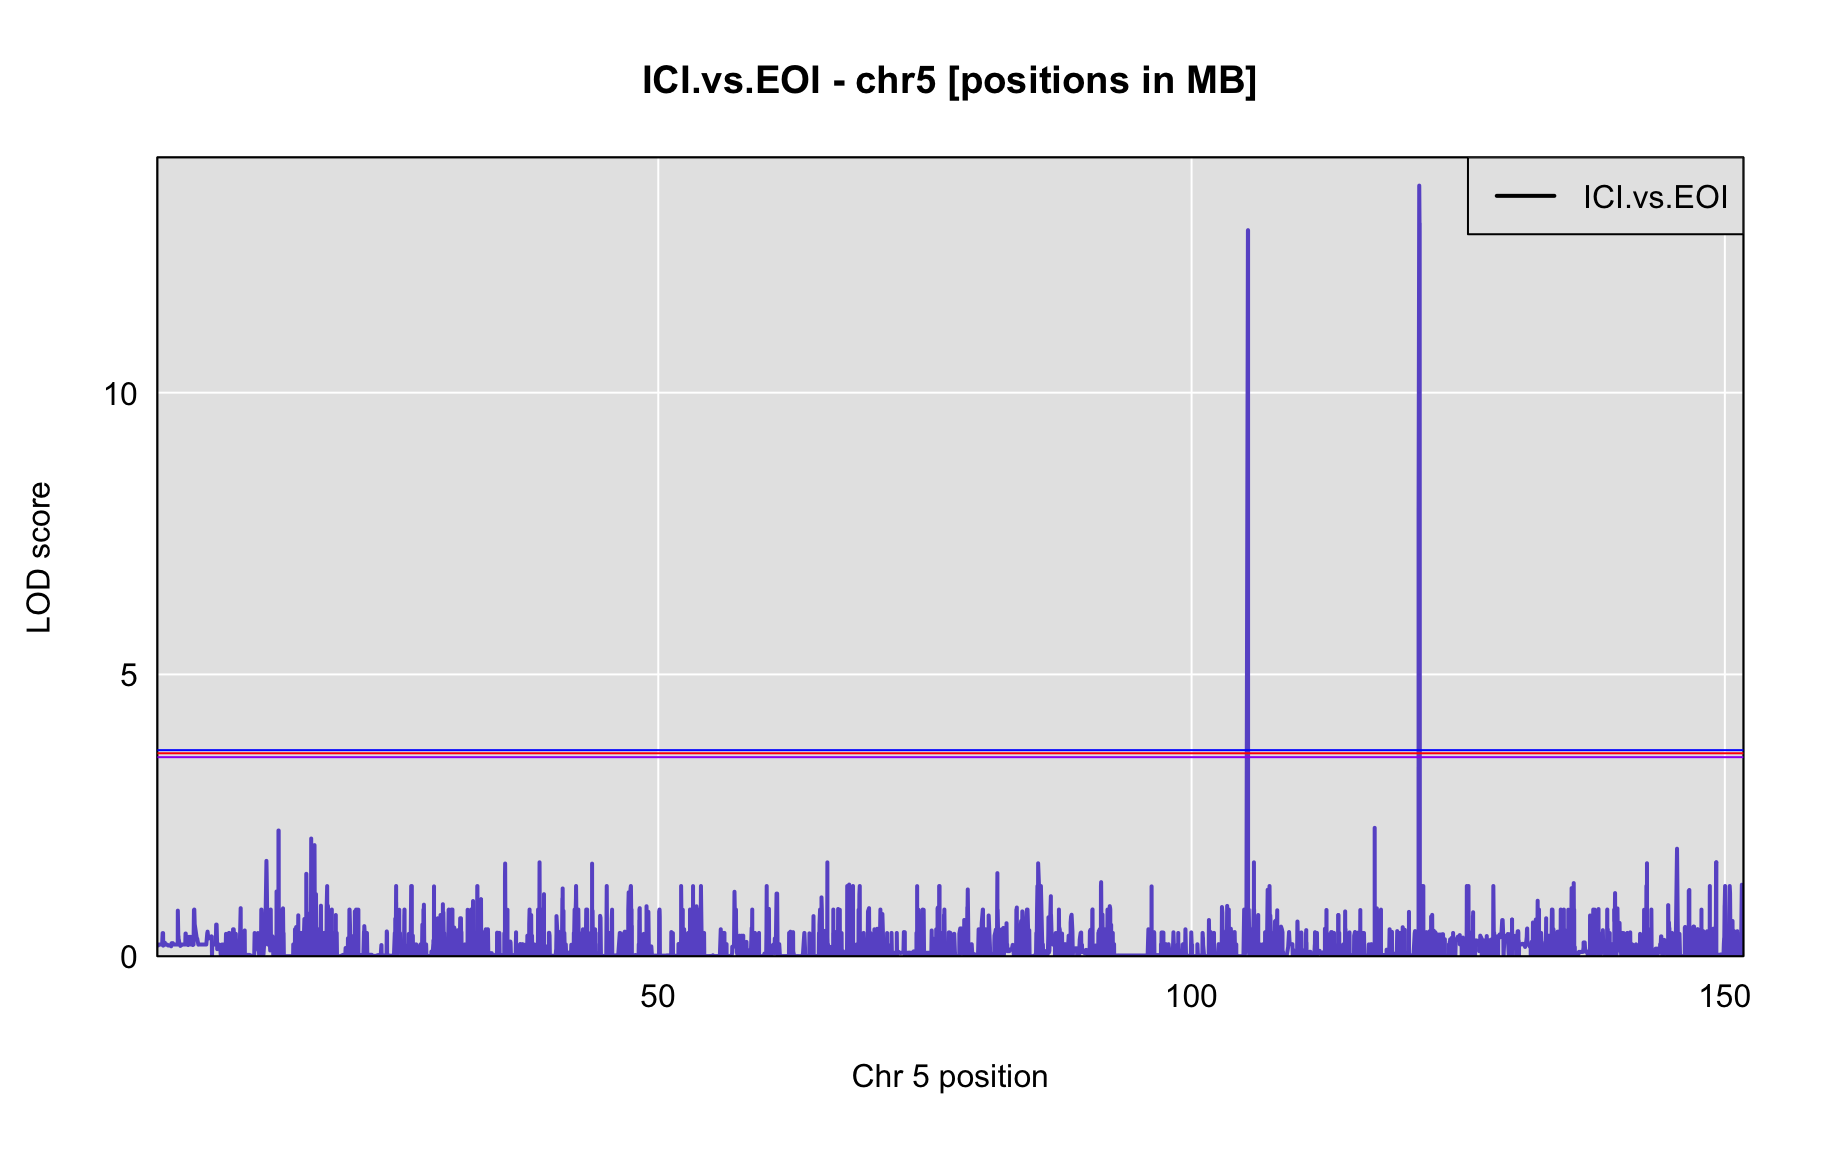 ICI.vs.EOI - chr5 [positions in MB]
ICI.vs.EOI
10
5
0
LOD score
50 100 150
Chr 5 position